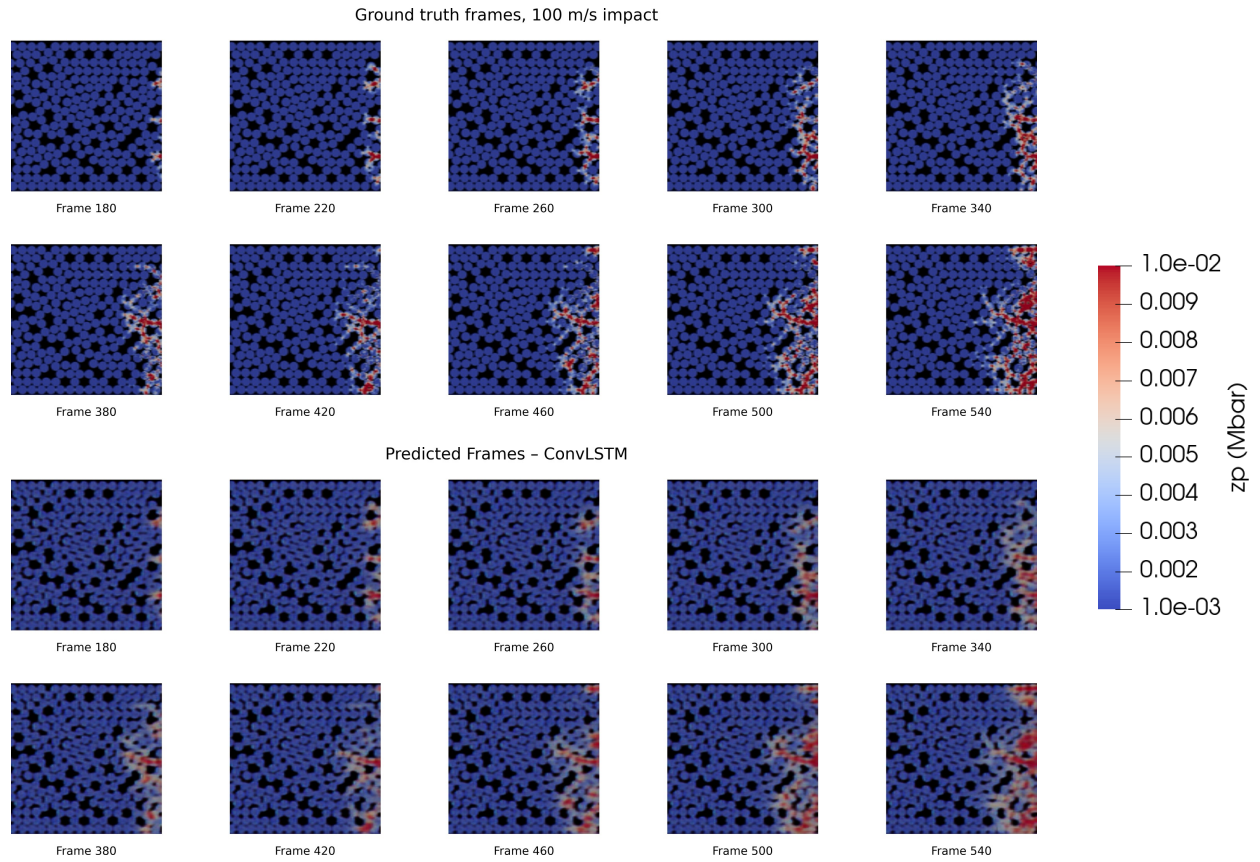 Ground truth frames, 100 m/s impact
Frame 180
Frame 220
Frame 260
Frame 300
Frame 340
Frame 380
Frame 420
Frame 460
Frame 500
Frame 540
Predicted Frames – ConvLSTM
Frame 180
Frame 220
Frame 260
Frame 300
Frame 340
Frame 380
Frame 420
Frame 460
Frame 500
Frame 540
1.0e-02
0.009
0.008
0.007
0.006
0.005
0.004
0.003
0.002
1.0e-03
zp (Mbar)